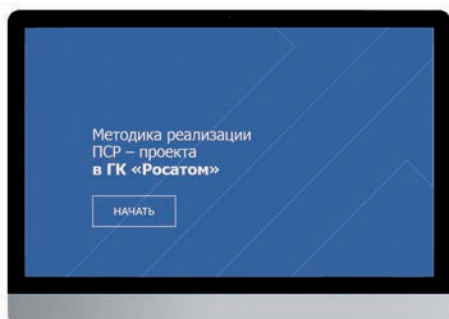 Методика реализации
ПСР – проекта
в ГК «Росатом»
НАЧАТЬ